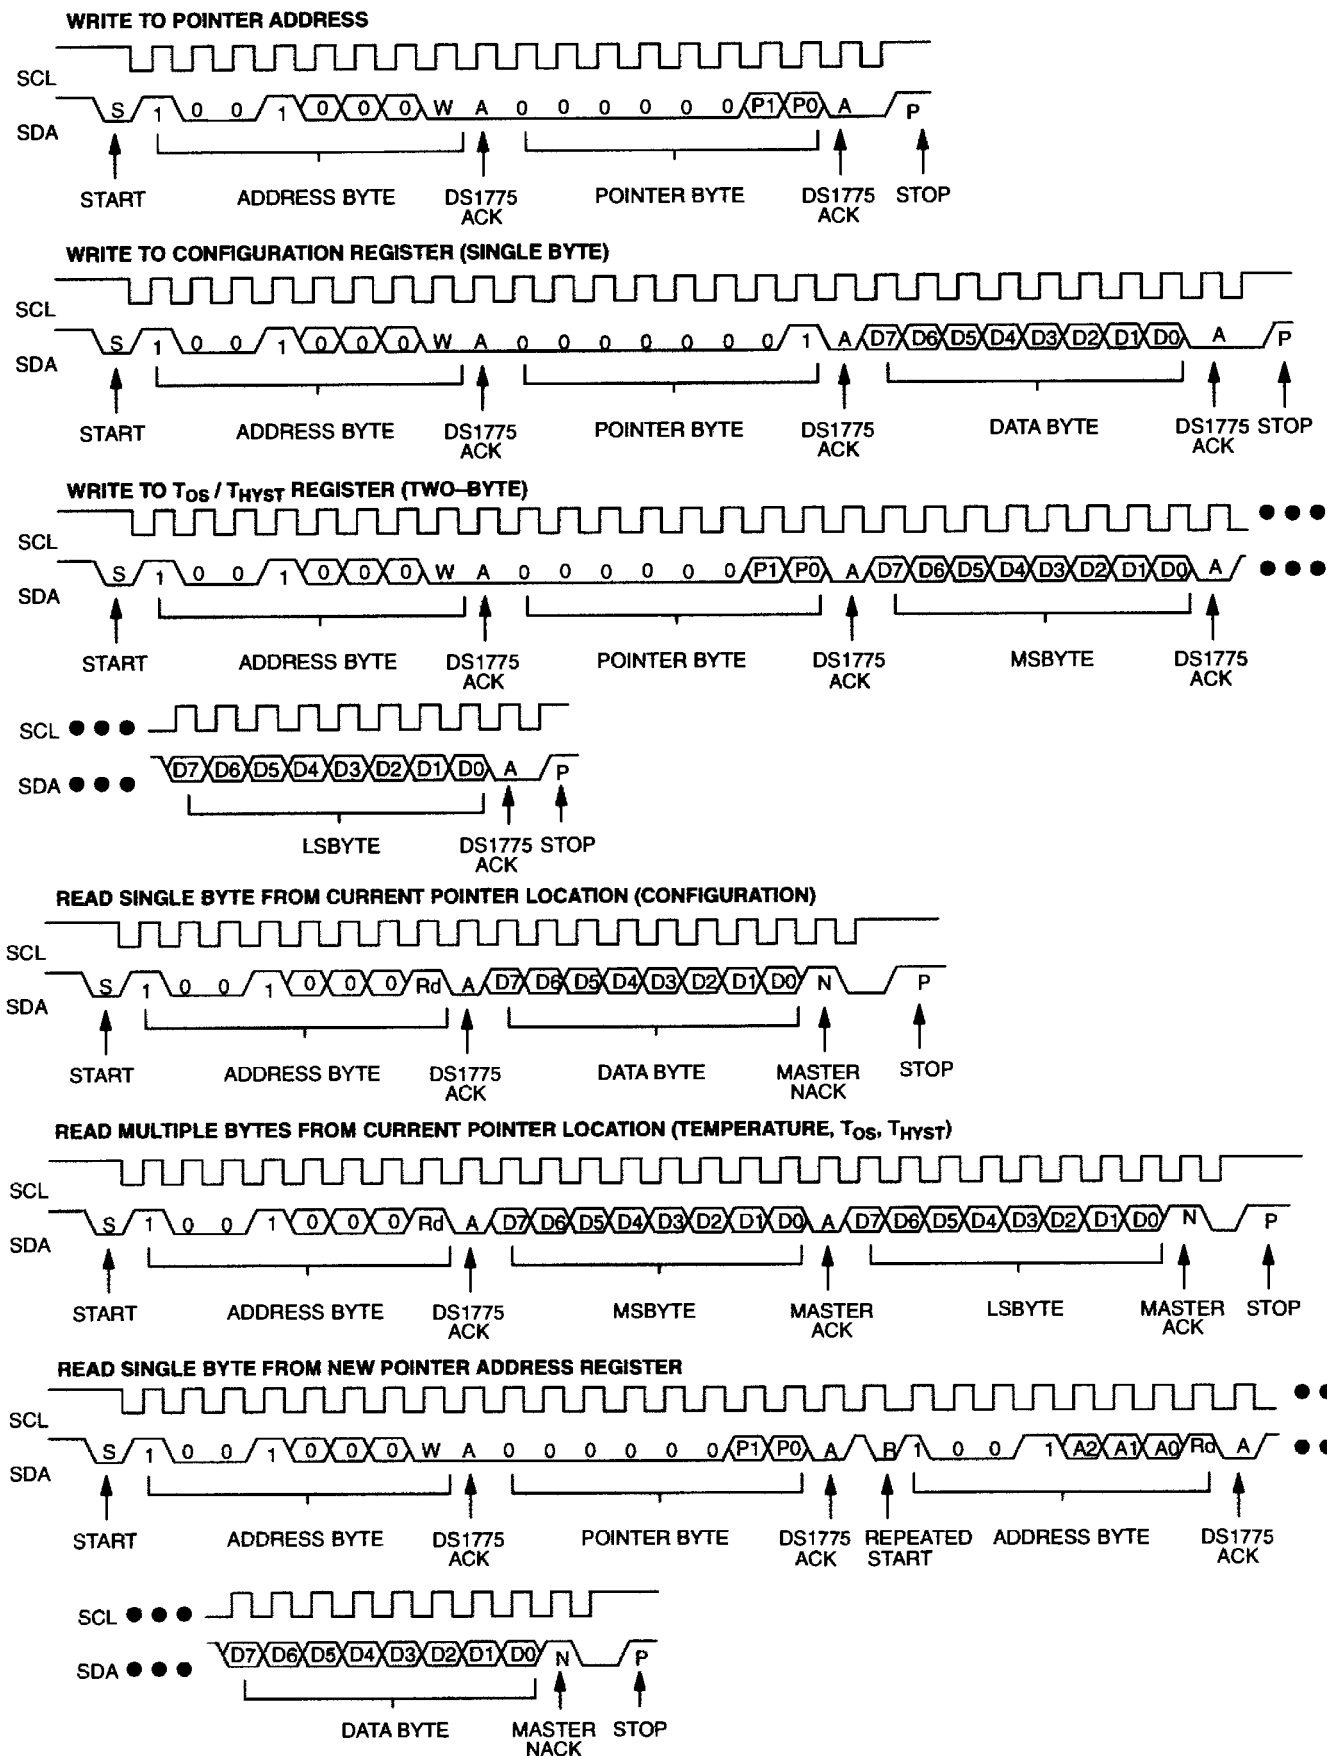 WRITE TO POINTER ADDRESS
SCL
SDA S 1 0 0 1 0 0 0 W A 0 0 0 0 0 0 P1 P0 A P
START ADDRESS BYTE DS1775 ACK POINTER BYTE DS1775 ACK STOP
WRITE TO CONFIGURATION REGISTER (SINGLE BYTE)
SCL
SDA S 1 0 0 1 0 0 0 W A 0 0 0 0 0 0 0 1 A D7 D6 D5 D4 D3 D2 D1 D0 A P
START ADDRESS BYTE DS1775 ACK POINTER BYTE DS1775 ACK DATA BYTE DS1775 ACK STOP
WRITE TO TOS / THYST REGISTER (TWO–BYTE)
SCL
SDA S 1 0 0 1 0 0 0 W A 0 0 0 0 0 0 P1 P0 A D7 D6 D5 D4 D3 D2 D1 D0 A
START ADDRESS BYTE DS1775 ACK POINTER BYTE DS1775 ACK MSBYTE DS1775 ACK
SCL
SDA D7 D6 D5 D4 D3 D2 D1 D0 A P
LSBYTE DS1775 ACK STOP
READ SINGLE BYTE FROM CURRENT POINTER LOCATION (CONFIGURATION)
SCL
SDA S 1 0 0 1 0 0 0 Rd A D7 D6 D5 D4 D3 D2 D1 D0 N P
START ADDRESS BYTE DS1775 ACK DATA BYTE MASTER NACK STOP
READ MULTIPLE BYTES FROM CURRENT POINTER LOCATION (TEMPERATURE, TOS, THYST)
SCL
SDA S 1 0 0 1 0 0 0 Rd A D7 D6 D5 D4 D3 D2 D1 D0 A D7 D6 D5 D4 D3 D2 D1 D0 N P
START ADDRESS BYTE DS1775 ACK MSBYTE MASTER ACK LSBYTE MASTER ACK STOP
READ SINGLE BYTE FROM NEW POINTER ADDRESS REGISTER
SCL
SDA S 1 0 0 1 0 0 0 W A 0 0 0 0 0 0 P1 P0 A R 1 0 0 1 A2 A1 A0 Rd A
START ADDRESS BYTE DS1775 ACK POINTER BYTE DS1775 ACK REPEATED START ADDRESS BYTE DS1775 ACK
SCL
SDA D7 D6 D5 D4 D3 D2 D1 D0 N P
DATA BYTE MASTER NACK STOP